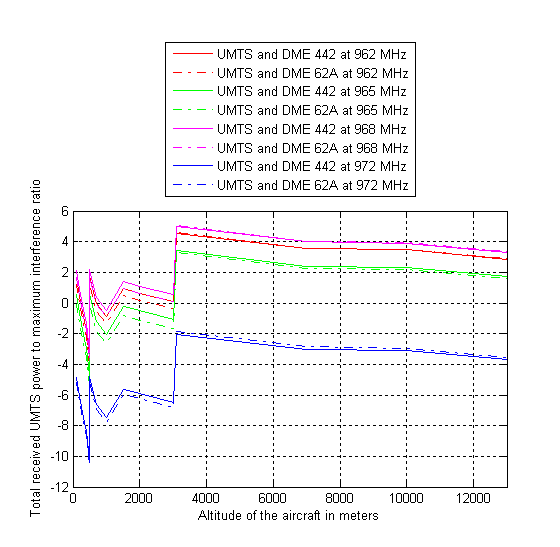 UMTS and DME 442 at 962 MHz
UMTS and DME 62A at 962 MHz
UMTS and DME 442 at 965 MHz
UMTS and DME 62A at 965 MHz
UMTS and DME 442 at 968 MHz
UMTS and DME 62A at 968 MHz
UMTS and DME 442 at 972 MHz
UMTS and DME 62A at 972 MHz
Total received UMTS power to maximum interference ratio
6
4
2
0
-2
-4
-6
-8
-10
-12
0 2000 4000 6000 8000 10000 12000
Altitude of the aircraft in meters